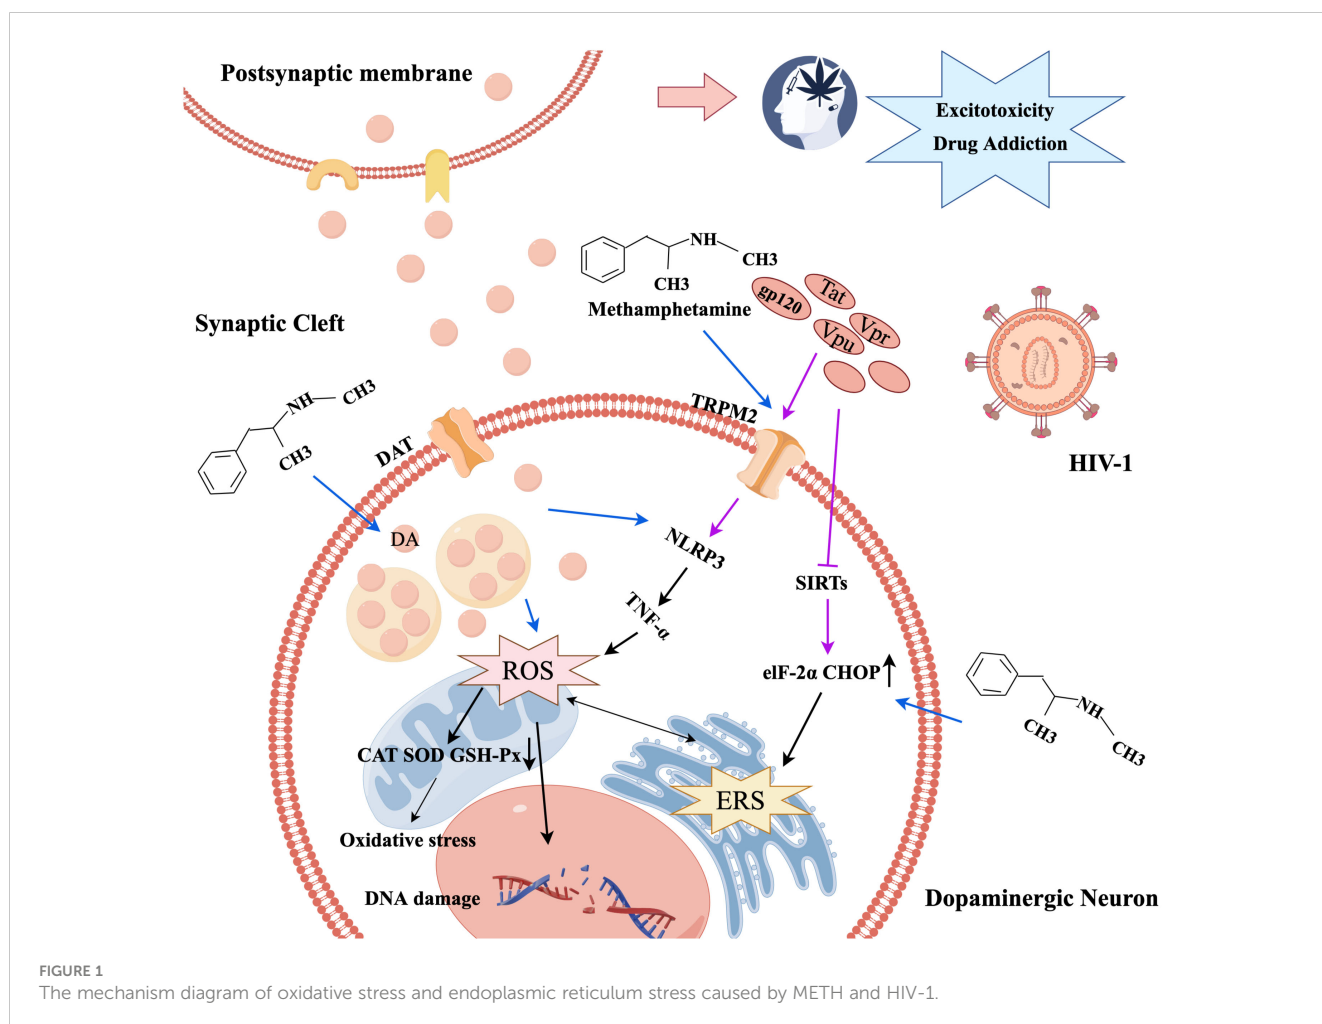 Postsynaptic membrane
Excitotoxicity
Drug Addiction
NH
CH3
CH3
Methamphetamine
gp120
Tat
Vpu
Vpr
Synaptic Cleft
HIV-1
NH
CH3
CH3
DAT
TRPM2
DA
NLRP3
TNF-α
SIRTs
ROS
elF-2α CHOP
NH
CH3
CH3
CAT SOD GSH-Px
ERS
Oxidative stress
DNA damage
Dopaminergic Neuron
FIGURE 1
The mechanism diagram of oxidative stress and endoplasmic reticulum stress caused by METH and HIV-1.